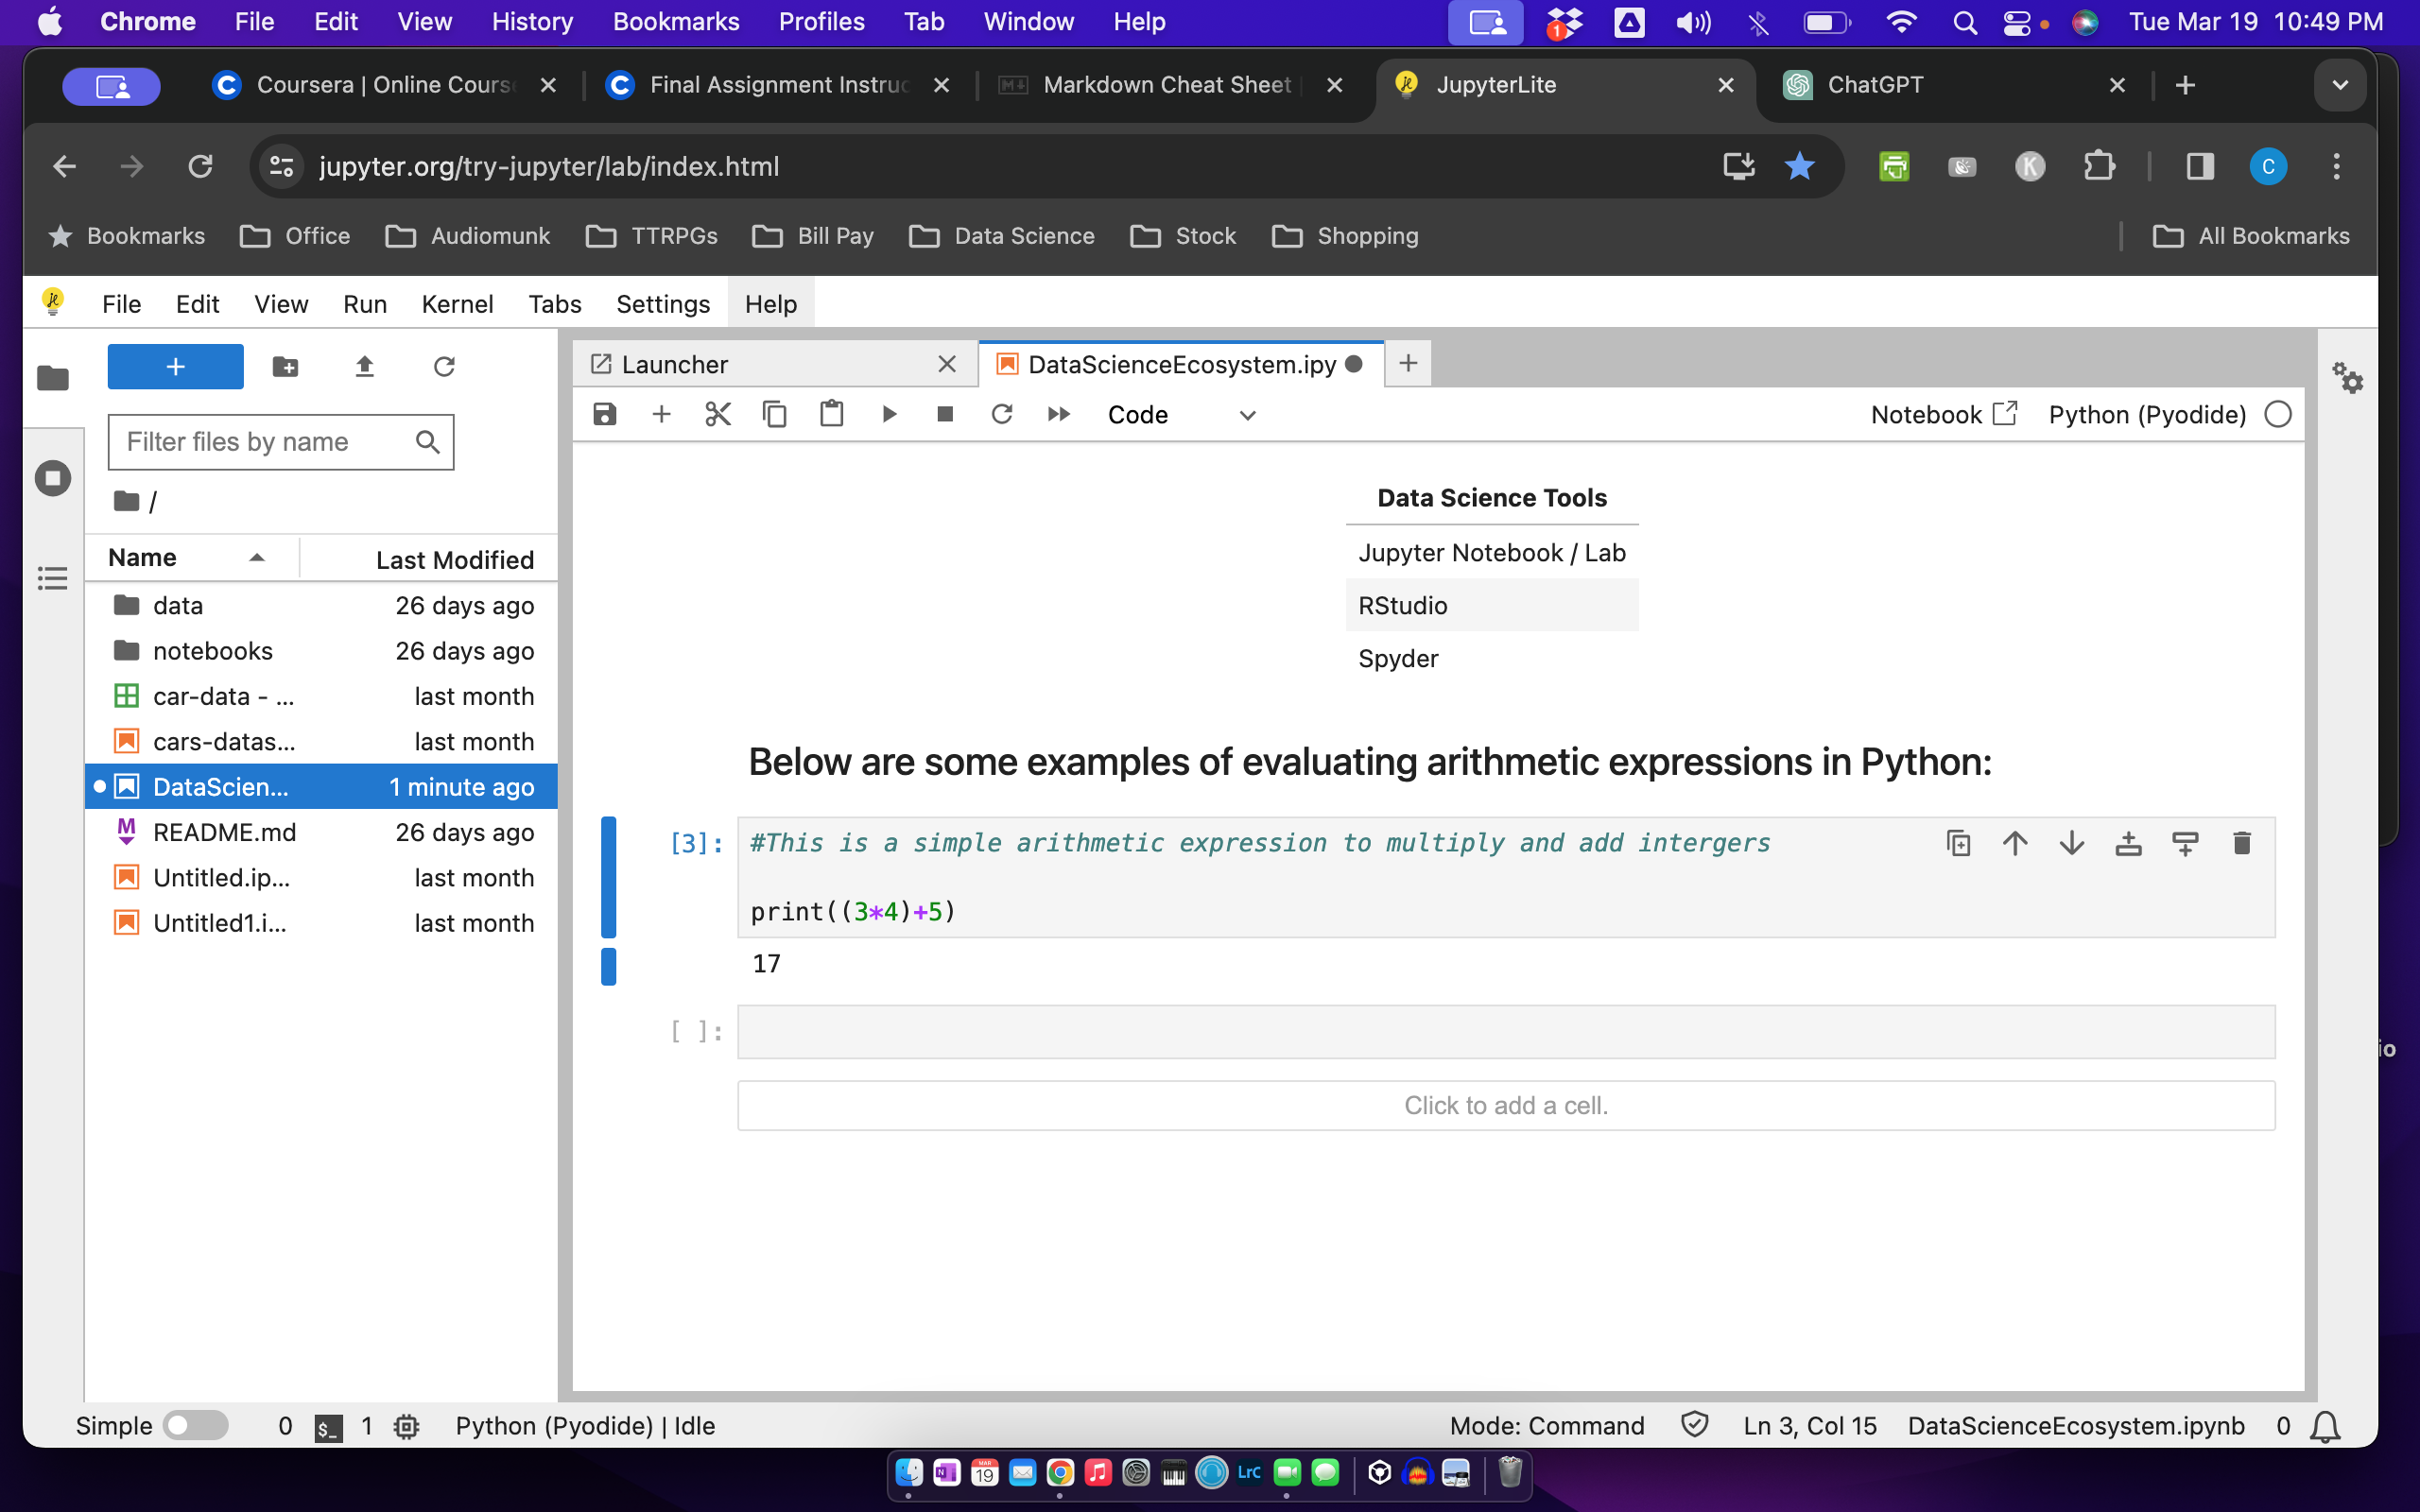 Chrome File Edit View History Bookmarks Profiles Tab Window Help 1 Tue Mar 19 10:49 PM
Coursera | Online Cours Final Assignment Instruc Markdown Cheat Sheet JupyterLite ChatGPT
jupyter.org/try-jupyter/lab/index.html K C
Bookmarks Office Audiomunk TTRPGs Bill Pay Data Science Stock Shopping All Bookmarks
File Edit View Run Kernel Tabs Settings Help
Launcher DataScienceEcosystem.ipy
Code Notebook Python (Pyodide)
Filter files by name
/
Name Last Modified
data 26 days ago
notebooks 26 days ago
car-data - ... last month
cars-datas... last month
DataScien... 1 minute ago
README.md 26 days ago
Untitled.ip... last month
Untitled1.i... last month
Data Science Tools
Jupyter Notebook / Lab
RStudio
Spyder
Below are some examples of evaluating arithmetic expressions in Python:
[3]: #This is a simple arithmetic expression to multiply and add intergers
print((3*4)+5)
17
[ ]:
Click to add a cell.
io
Simple 0 $_ 1 Python (Pyodide) | Idle Mode: Command Ln 3, Col 15 DataScienceEcosystem.ipynb 0
MAR 19 LrC